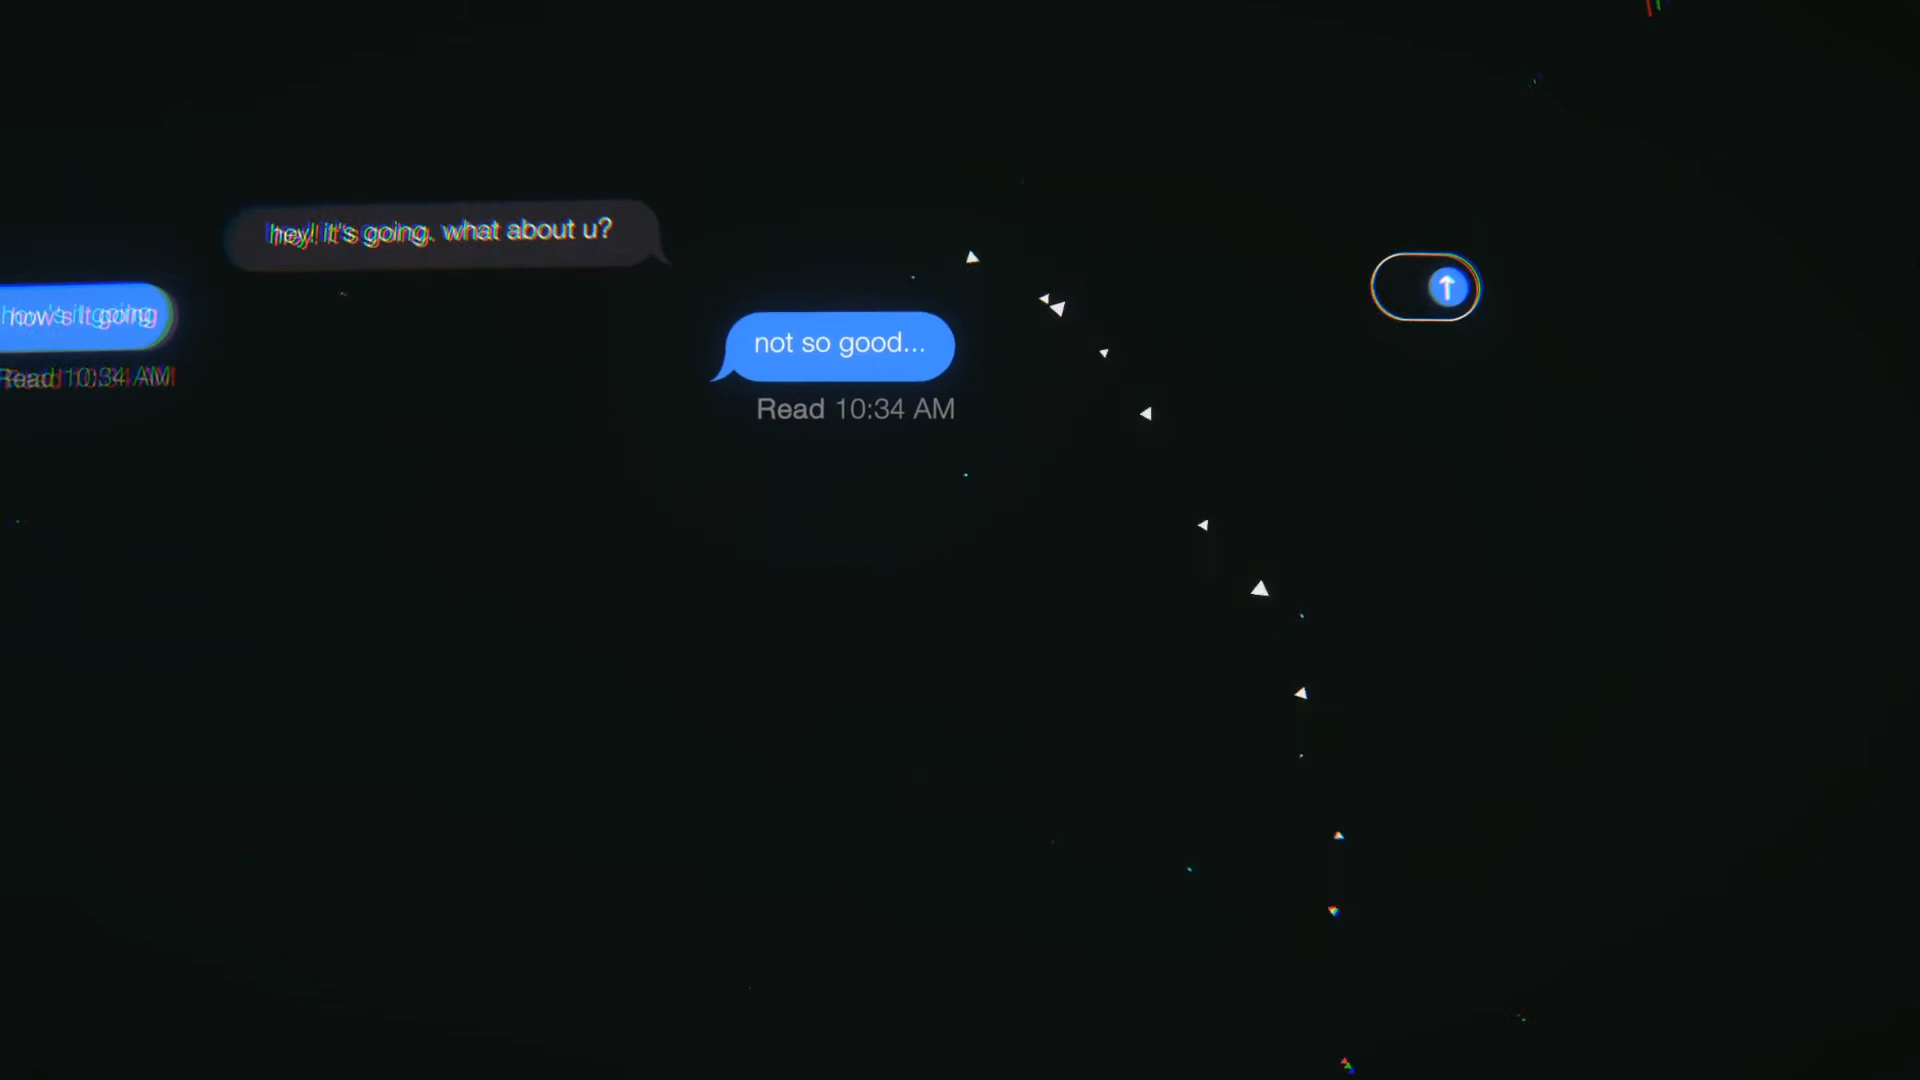 hey! it's going. what about u?
how's it going
Read 10:34 AM
not so good...
Read 10:34 AM